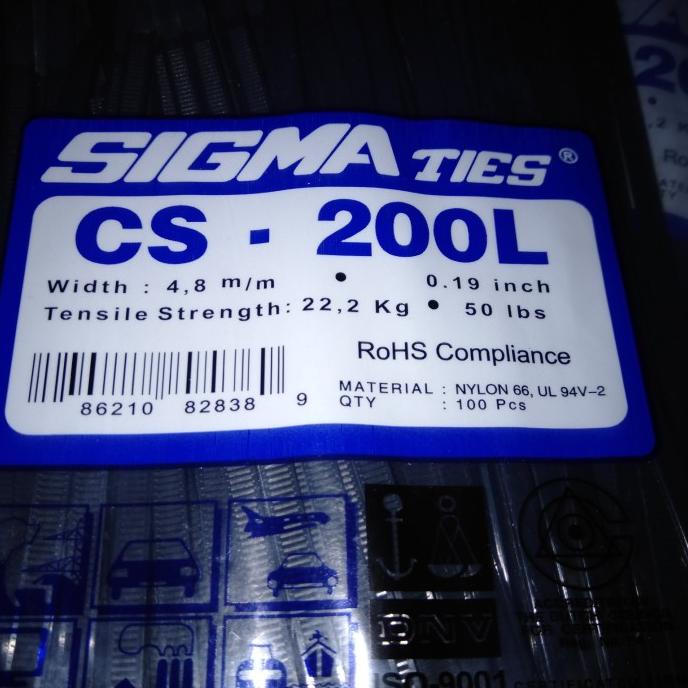 SIGMA TIES ®
CS - 200L
Width : 4,8 m/m • 0.19 inch
Tensile Strength: 22,2 Kg • 50 lbs
RoHS Compliance
MATERIAL : NYLON 66, UL 94V-2
QTY : 100 Pcs
86210 82838 9
DNV
ISO-9001